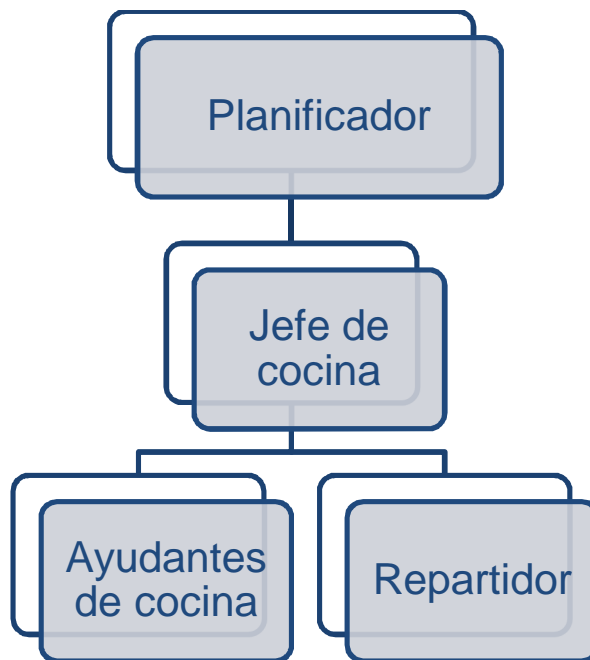 Planificador
Jefe de
cocina
Ayudantes
de cocina
Repartidor